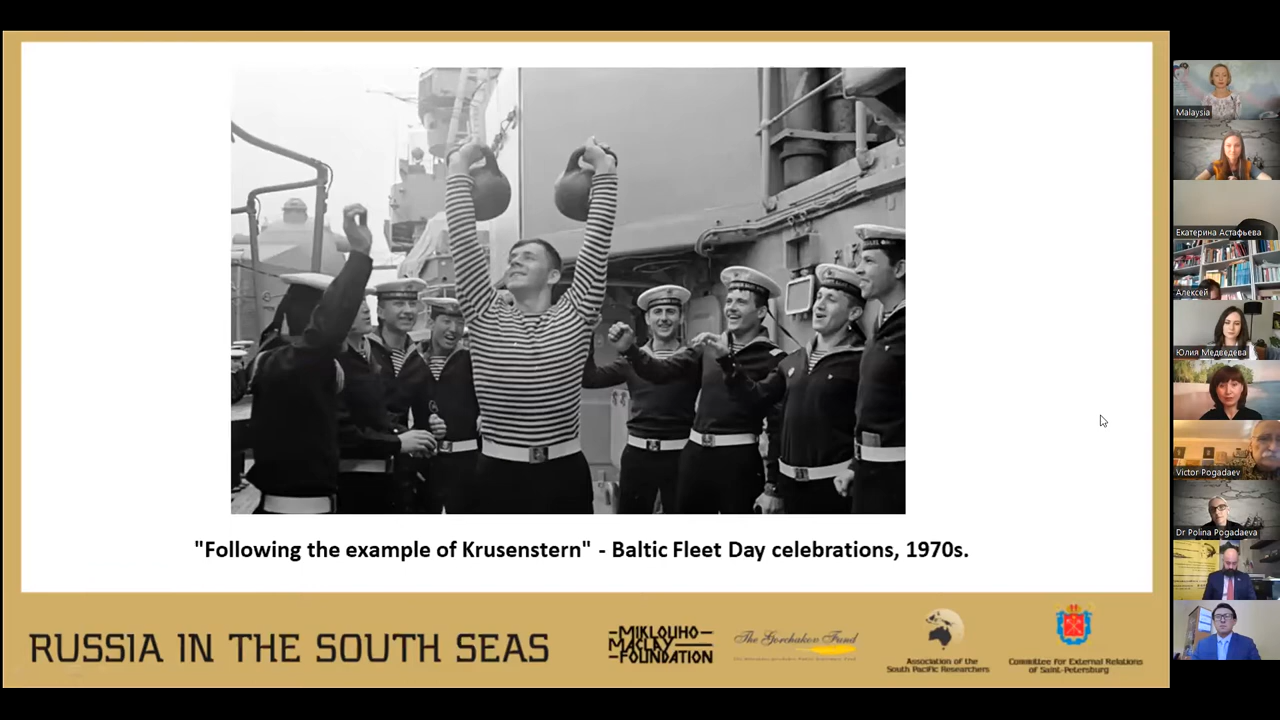 "Following the example of Krusenstern" - Baltic Fleet Day celebrations, 1970s.
RUSSIA IN THE SOUTH SEAS
MIKLOUHO
MACLAY
FOUNDATION
The Gorchakov Fund
Association of the
South Pacific Researchers
Committee for External Relations
of Saint-Petersburg
Malaysia
Екатерина Астафьева
Алексей
Юлия Медведева
Victor Pogadaev
Dr Polina Pogadaeva